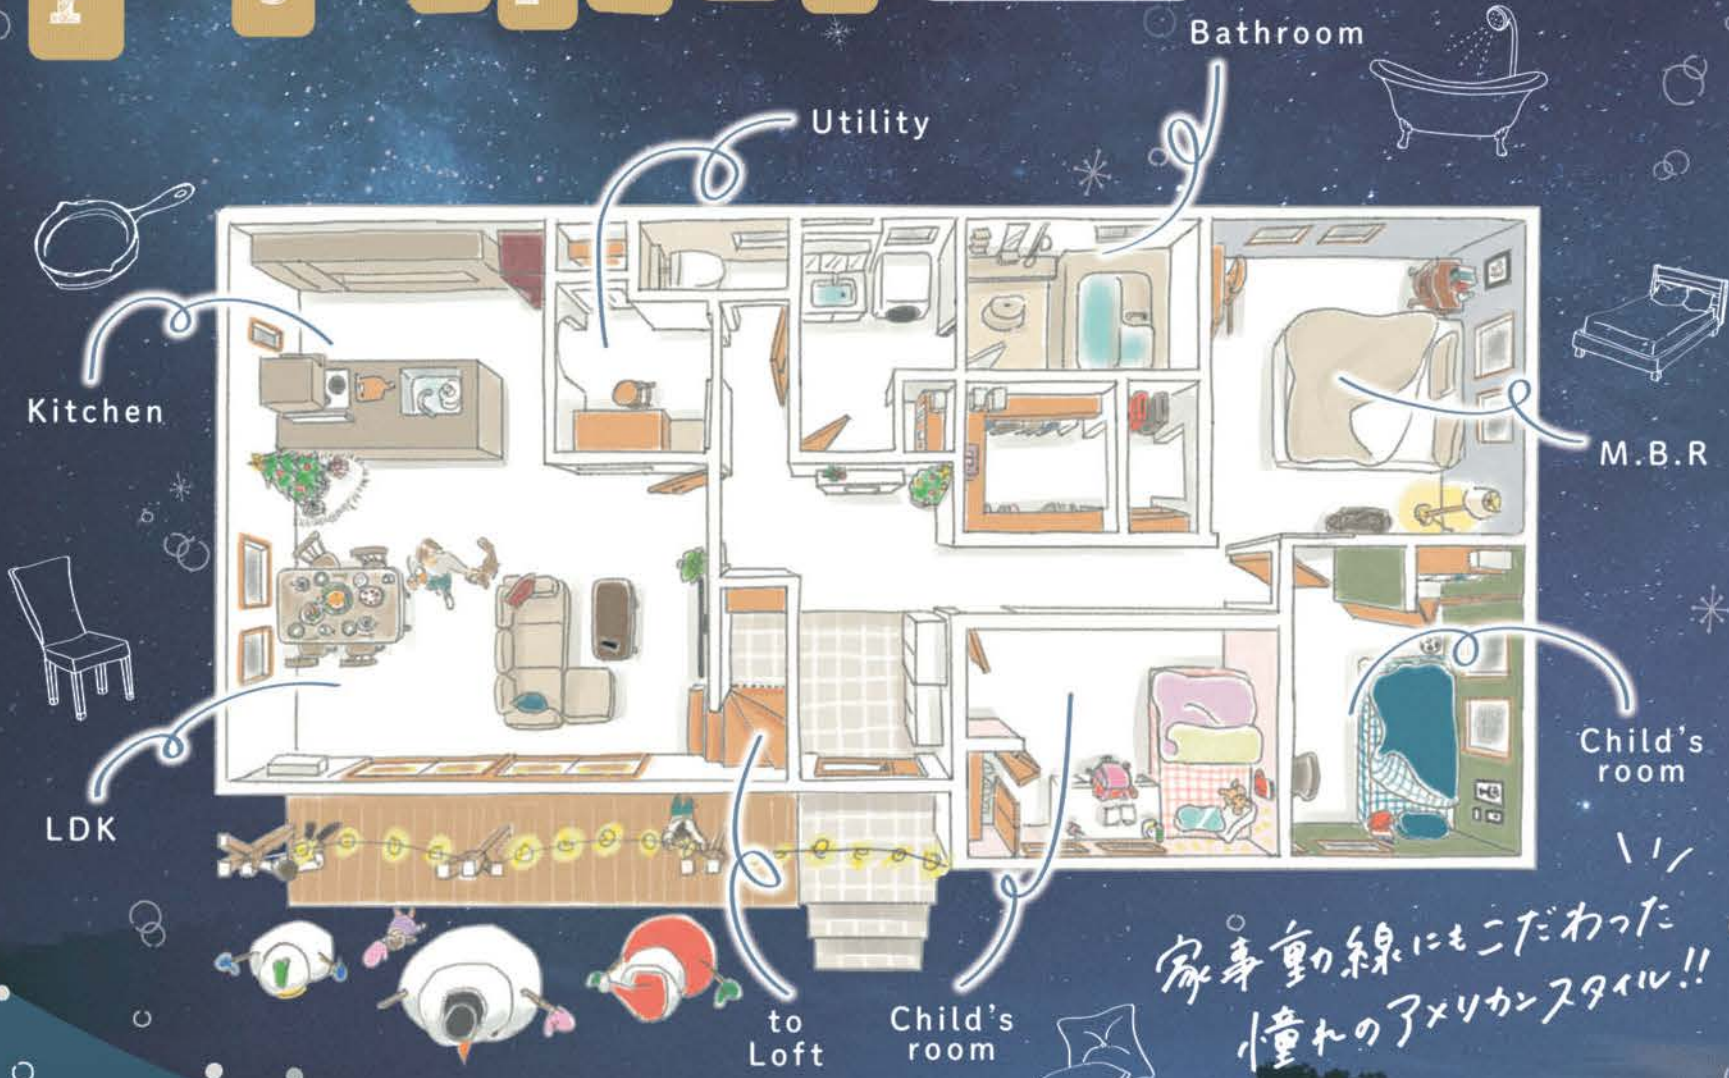 Bathroom
Utility
Kitchen
M.B.R
Child's
room
LDK
to
Loft
Child's
room
家事動線にもこだわった
憧れのアメリカンスタイル!!